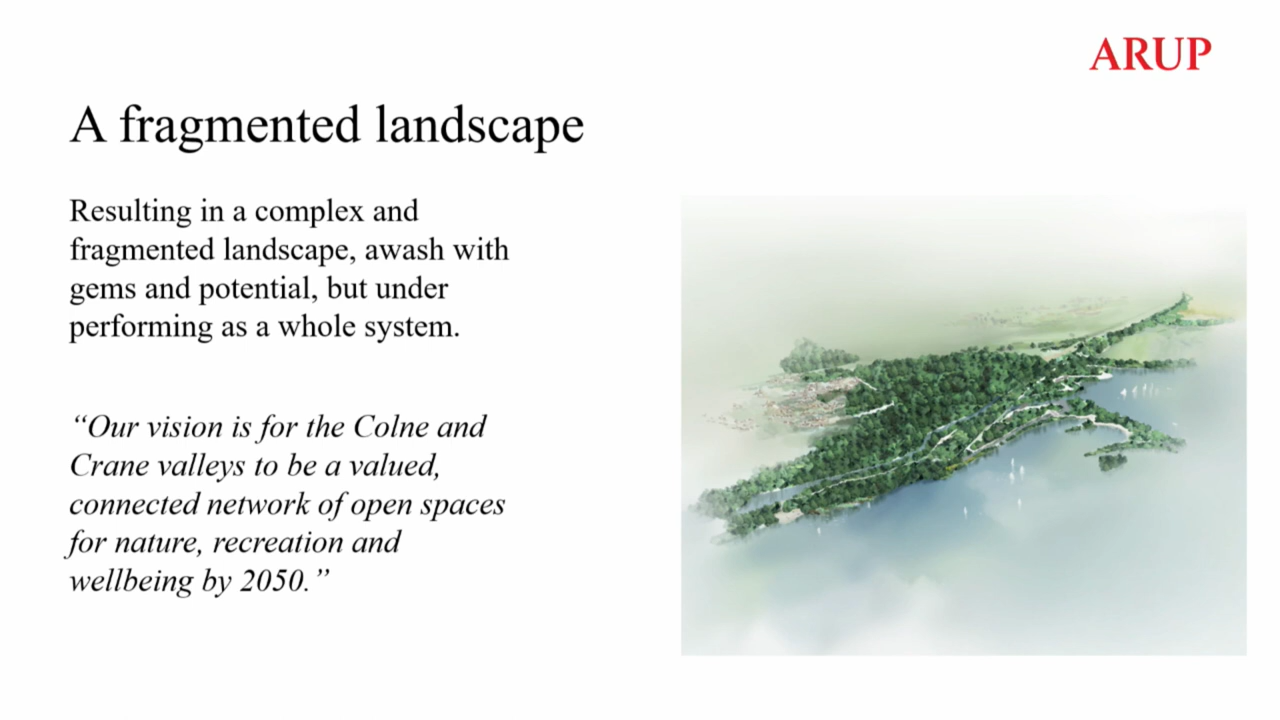 ARUP
A fragmented landscape
Resulting in a complex and
fragmented landscape, awash with
gems and potential, but under
performing as a whole system.
“Our vision is for the Colne and
Crane valleys to be a valued,
connected network of open spaces
for nature, recreation and
wellbeing by 2050.”